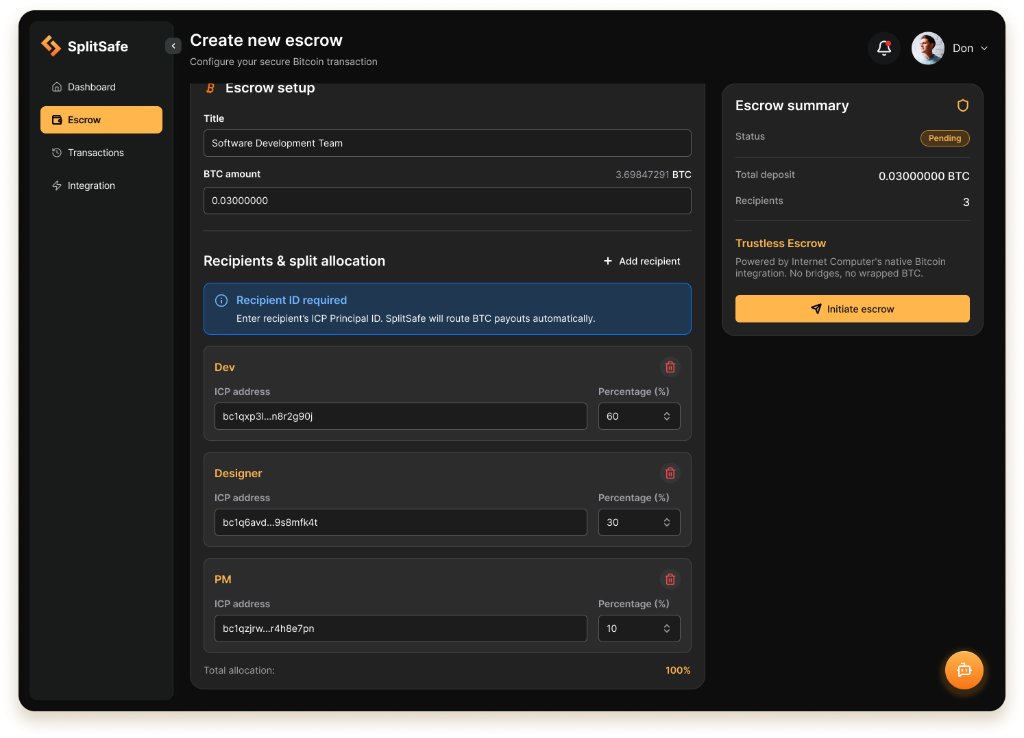 SplitSafe
Dashboard
Escrow
Transactions
Integration
Create new escrow
Configure your secure Bitcoin transaction
Don
Escrow setup
Title
Software Development Team
BTC amount
3.69847291 BTC
0.03000000
Recipients & split allocation
+ Add recipient
Recipient ID required
Enter recipient's ICP Principal ID. SplitSafe will route BTC payouts automatically.
Dev
ICP address
Percentage (%)
bc1qxp3l...n8r2g90j
60
Designer
ICP address
Percentage (%)
bc1q6avd...9s8mfk4t
30
PM
ICP address
Percentage (%)
bc1qzjrw...r4h8e7pn
10
Total allocation:
100%
Escrow summary
Status
Pending
Total deposit
0.03000000 BTC
Recipients
3
Trustless Escrow
Powered by Internet Computer's native Bitcoin
integration. No bridges, no wrapped BTC.
Initiate escrow